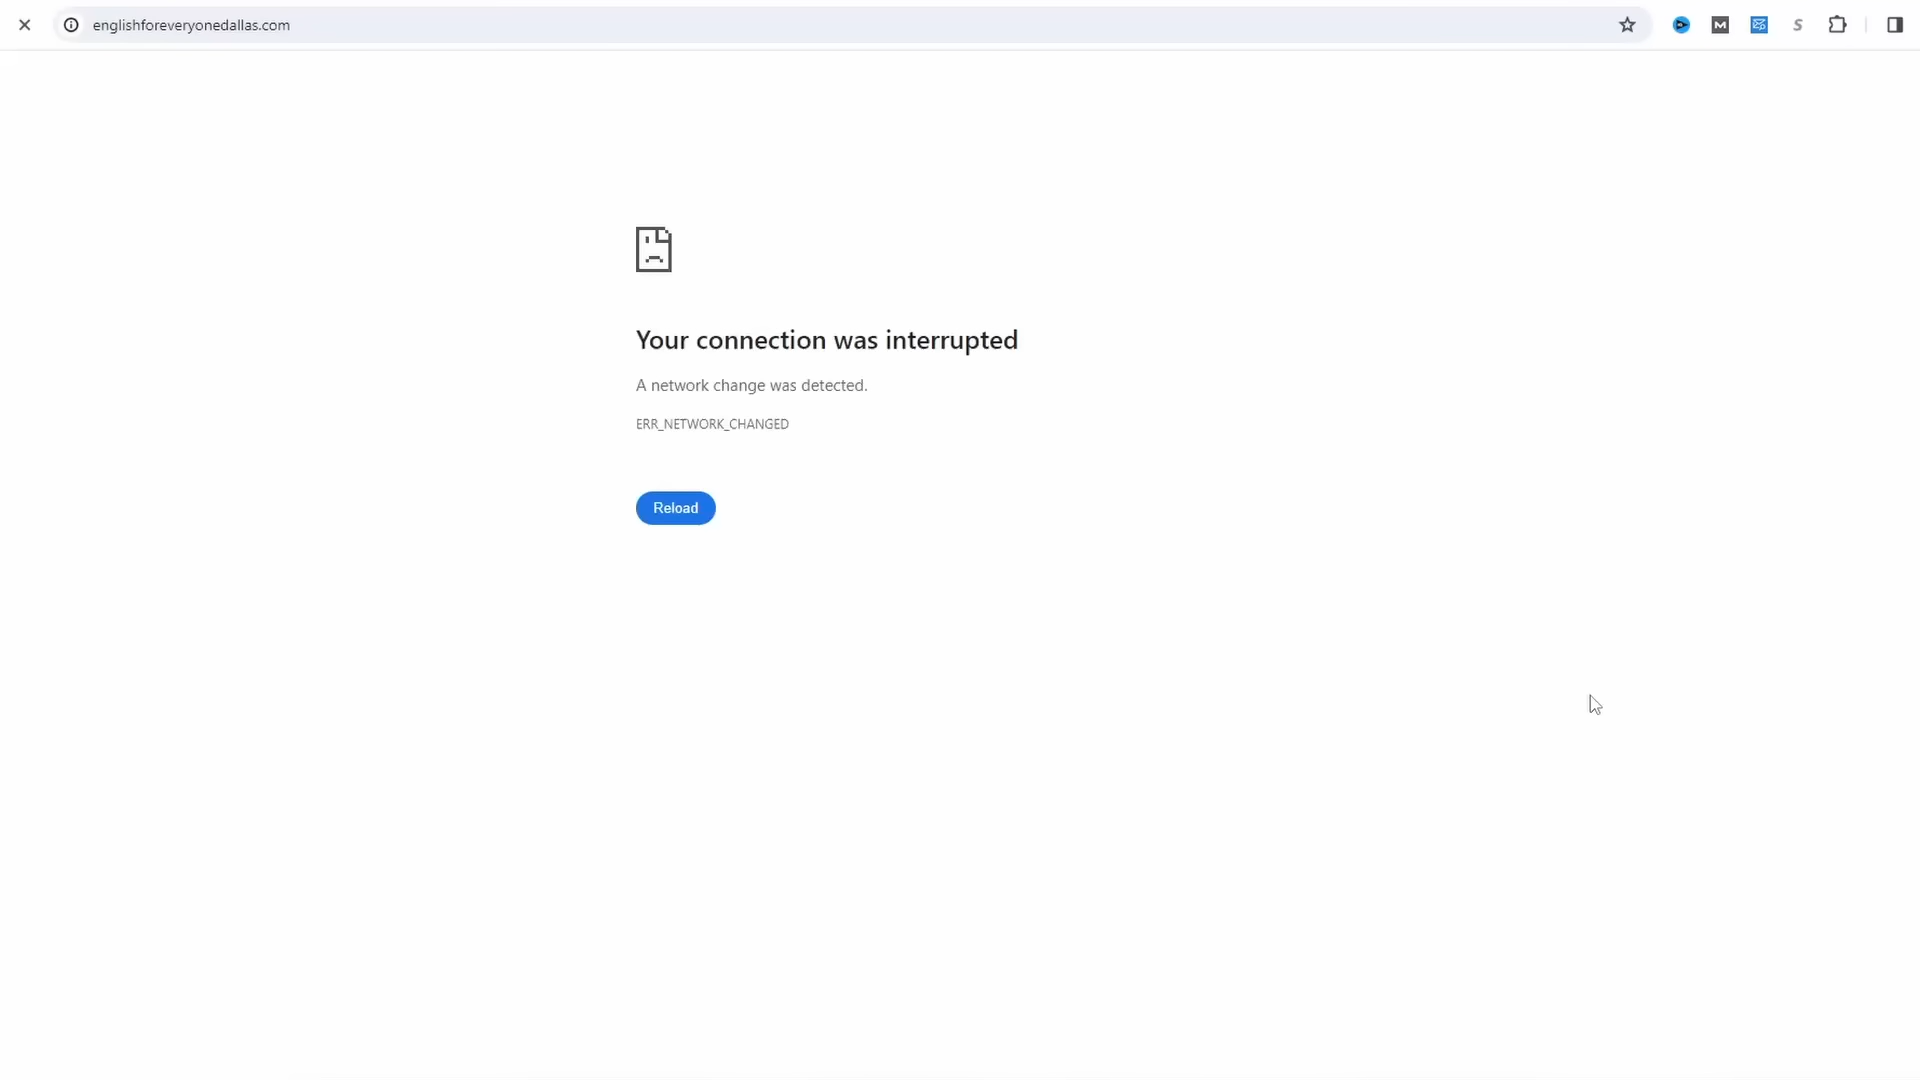 englishforeveryonedallas.com
Your connection was interrupted
A network change was detected.
ERR_NETWORK_CHANGED
Reload